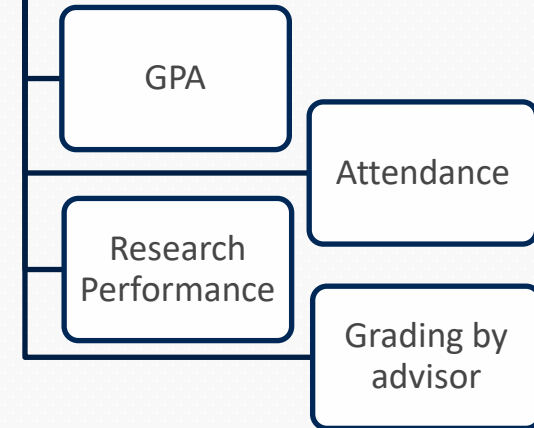 GPA
Attendance
Research
Performance
Grading by
advisor